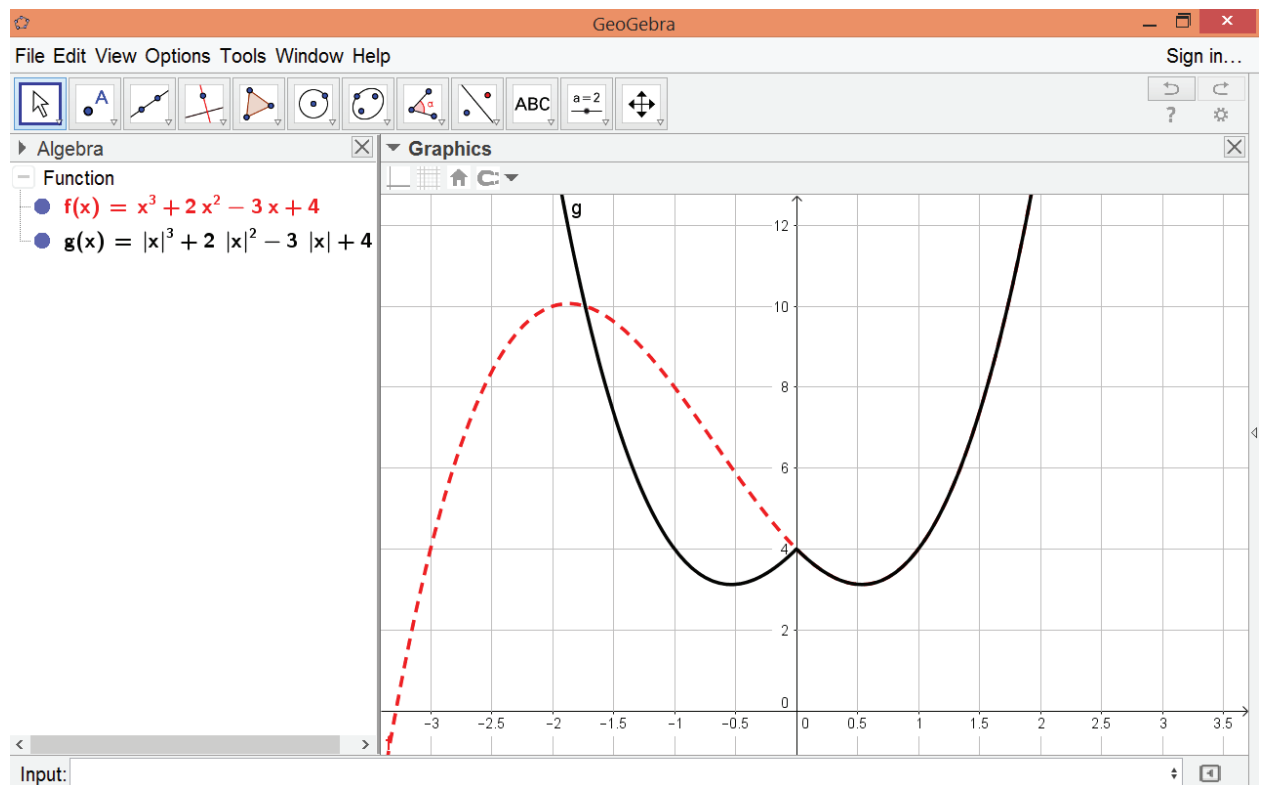 GeoGebra
File Edit View Options Tools Window Help
Sign in...
A
α
ABC
a=2
?
Algebra
Graphics
Function
f(x) = x³ + 2 x² − 3 x + 4
g(x) = |x|³ + 2 |x|² − 3 |x| + 4
g
12
10
8
6
4
2
0
−3 −2.5 −2 −1.5 −1 −0.5 0 0.5 1 1.5 2 2.5 3 3.5
f
Input: